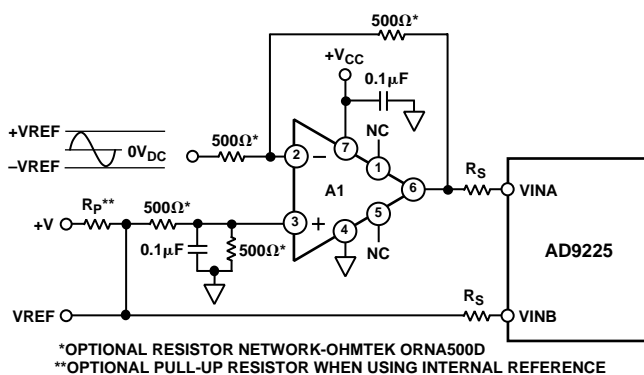 500Ω*
+VCC
0.1µF
+VREF
0VDC
–VREF
500Ω*
NC
2
–
7
1
A1
6
RS
VINA
RP**
+V
500Ω*
3
+
4
5
0.1µF
500Ω*
NC
AD9225
VREF
RS
VINB
*OPTIONAL RESISTOR NETWORK-OHMTEK ORNA500D
**OPTIONAL PULL-UP RESISTOR WHEN USING INTERNAL REFERENCE